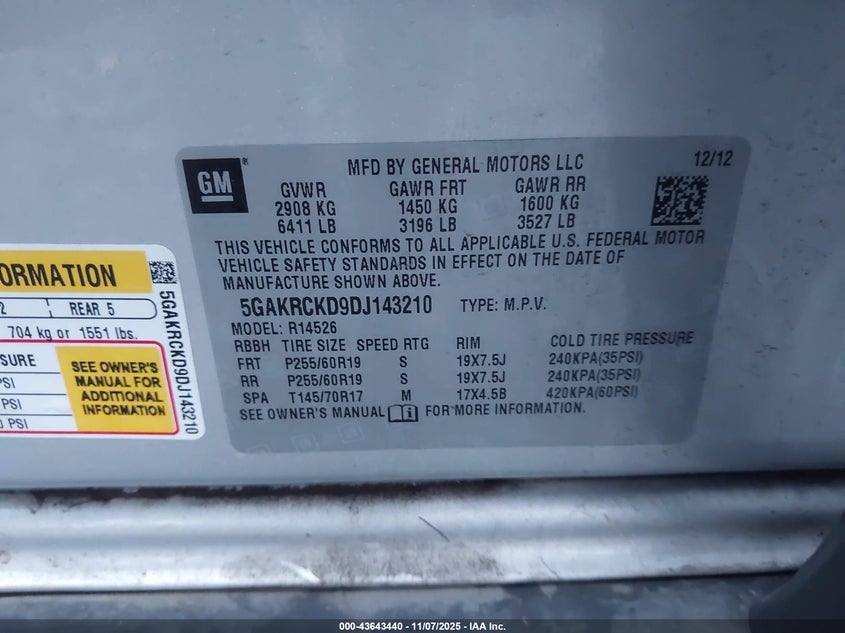 GM
MFD BY GENERAL MOTORS LLC 12/12
GVWR GAWR FRT GAWR RR
2908 KG 1450 KG 1600 KG
6411 LB 3196 LB 3527 LB
THIS VEHICLE CONFORMS TO ALL APPLICABLE U.S. FEDERAL MOTOR
VEHICLE SAFETY STANDARDS IN EFFECT ON THE DATE OF
MANUFACTURE SHOWN ABOVE.
5GAKRCKD9DJ143210 TYPE: M.P.V.
MODEL: R14526
RBBH TIRE SIZE SPEED RTG RIM COLD TIRE PRESSURE
FRT P255/60R19 S 19X7.5J 240KPA(35PSI)
RR P255/60R19 S 19X7.5J 240KPA(35PSI)
SPA T145/70R17 M 17X4.5B 420KPA(60PSI)
SEE OWNER'S MANUAL FOR MORE INFORMATION.
ORMATION
2 REAR 5
704 kg or 1551 lbs.
SURE
PSI
PSI
PSI
SEE OWNER'S
MANUAL FOR
ADDITIONAL
INFORMATION
5GAKRCKD9DJ143210
000-43643440 - 11/07/2025 - IAA Inc.